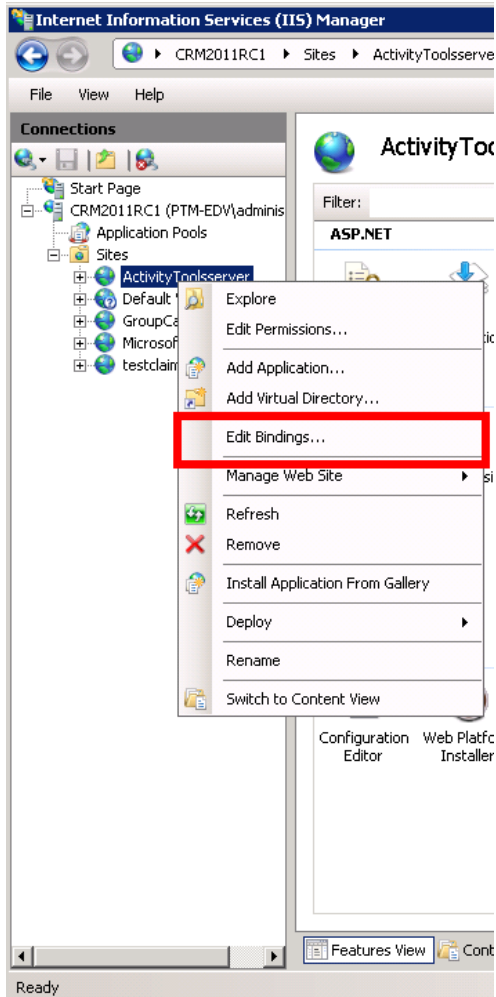 Internet Information Services (IIS) Manager
CRM2011RC1 Sites ActivityToolsserve
File View Help
Connections
Start Page
CRM2011RC1 (PTM-EDV\adminis
Application Pools
Sites
ActivityToolsserver
Default
GroupCa
Microsof
testclaim
ActivityToo
Filter:
ASP.NET
Explore
Edit Permissions...
Add Application...
Add Virtual Directory...
Edit Bindings...
Manage Web Site
Refresh
Remove
Install Application From Gallery
Deploy
Rename
Switch to Content View
Configuration Editor
Web Platfo
Installer
Features View Cont
Ready